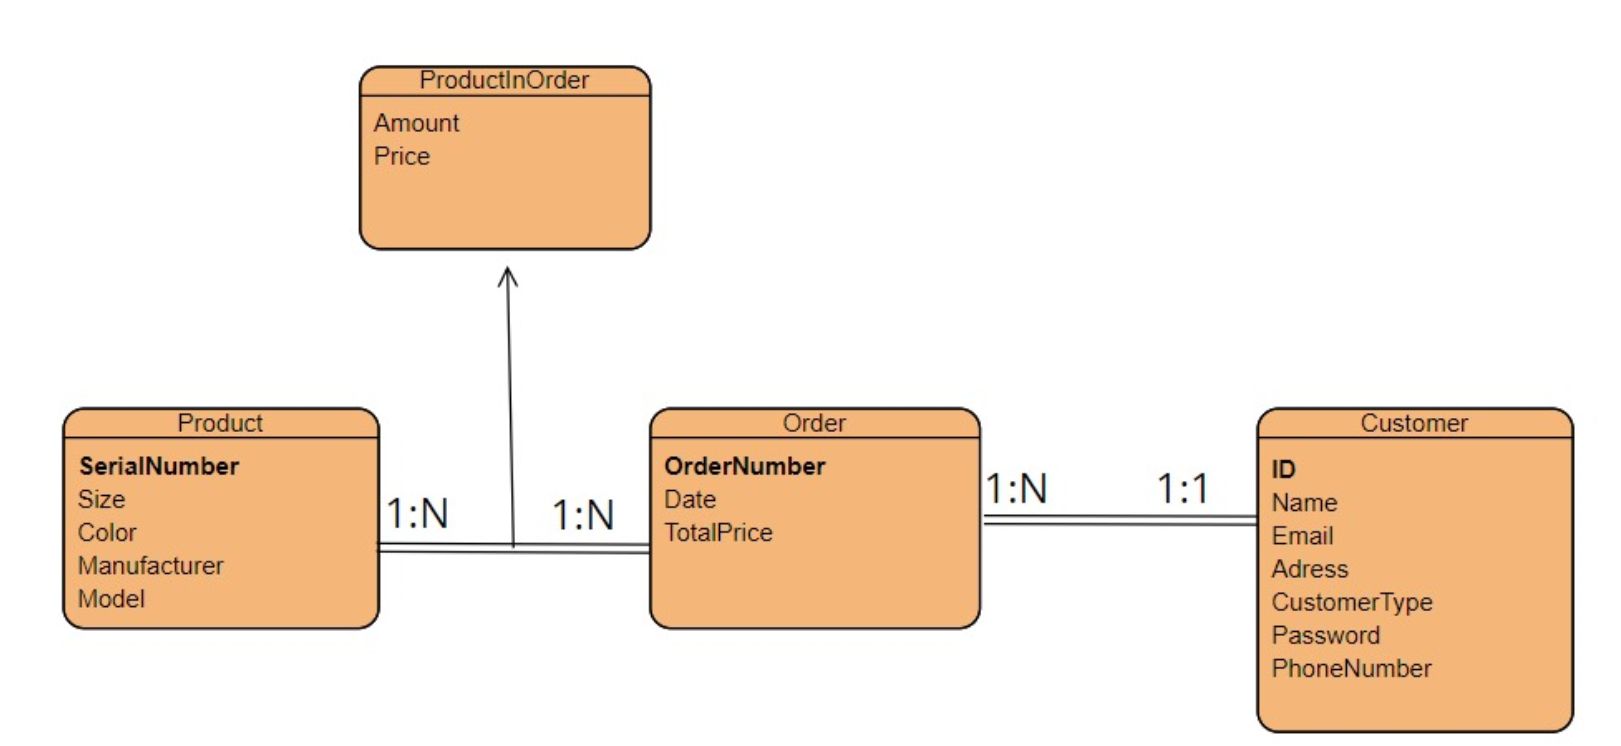 ProductInOrder
Amount
Price
Product
SerialNumber
Size
Color
Manufacturer
Model
1:N
1:N
Order
OrderNumber
Date
TotalPrice
1:N
1:1
Customer
ID
Name
Email
Adress
CustomerType
Password
PhoneNumber